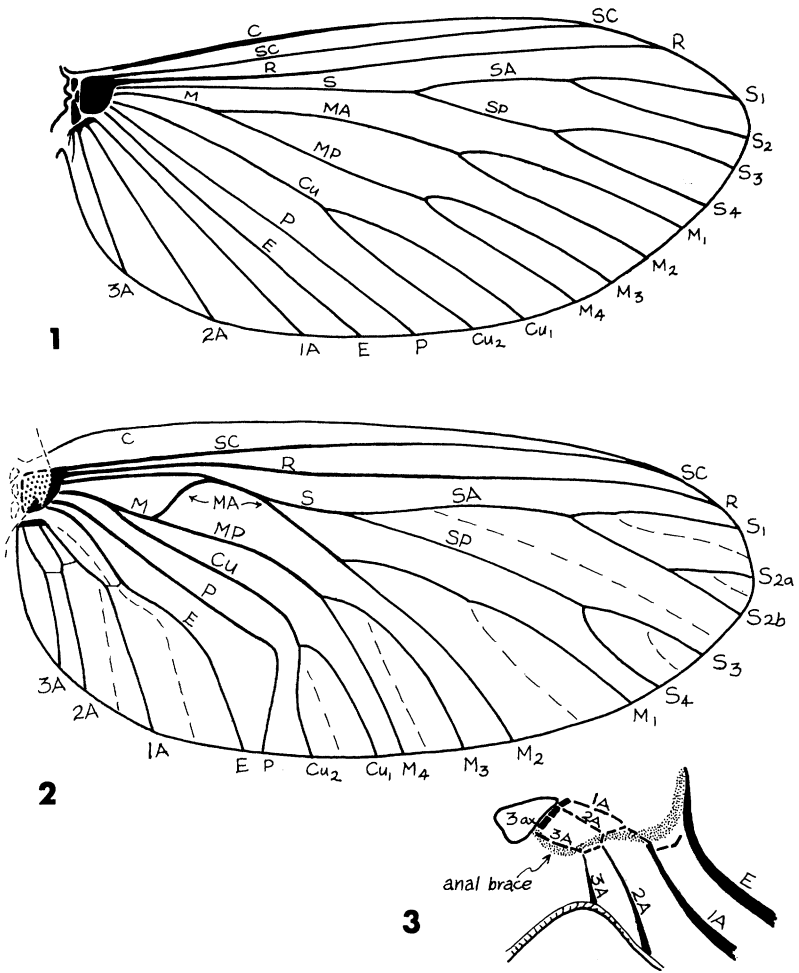 C
SC
SC
R
R
S
SA
S1
M
MA
SP
S2
MP
S3
Cu
S4
P
M1
E
M2
3A
M3
M4
2A
Cu1
1A
E
P
Cu2
1
C
SC
SC
R
R
M
MA
S
SA
S1
MP
SP
S2a
Cu
S2b
P
E
S3
3A
S4
2A
M1
1A
M2
E
P
Cu2
Cu1
M4
M3
2
3ax
1A
2A
3A
anal brace
3A
2A
1A
E
3